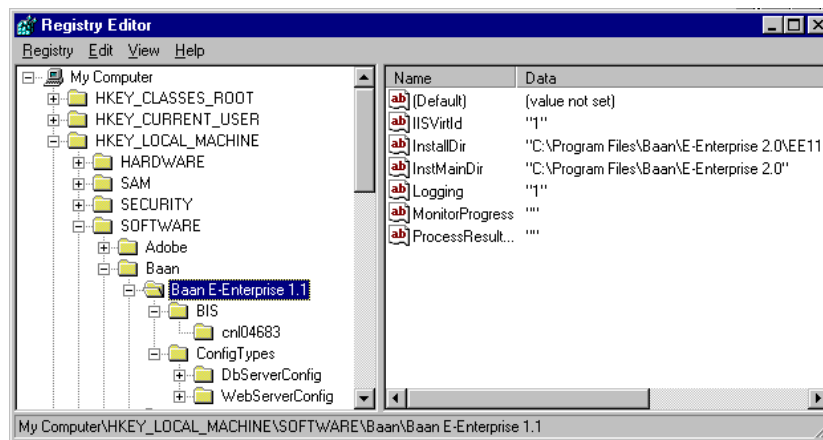 Registry Editor
Registry Edit View Help
My Computer
HKEY_CLASSES_ROOT
HKEY_CURRENT_USER
HKEY_LOCAL_MACHINE
HARDWARE
SAM
SECURITY
SOFTWARE
Adobe
Baan
Baan E-Enterprise 1.1
BIS
cnl04683
ConfigTypes
DbServerConfig
WebServerConfig
Name Data
(Default) (value not set)
IISVirtId "1"
InstallDir "C:\Program Files\Baan\E-Enterprise 2.0\EE11
InstMainDir "C:\Program Files\Baan\E-Enterprise 2.0"
Logging "1"
MonitorProgress ""
ProcessResult... ""
My Computer\HKEY_LOCAL_MACHINE\SOFTWARE\Baan\Baan E-Enterprise 1.1